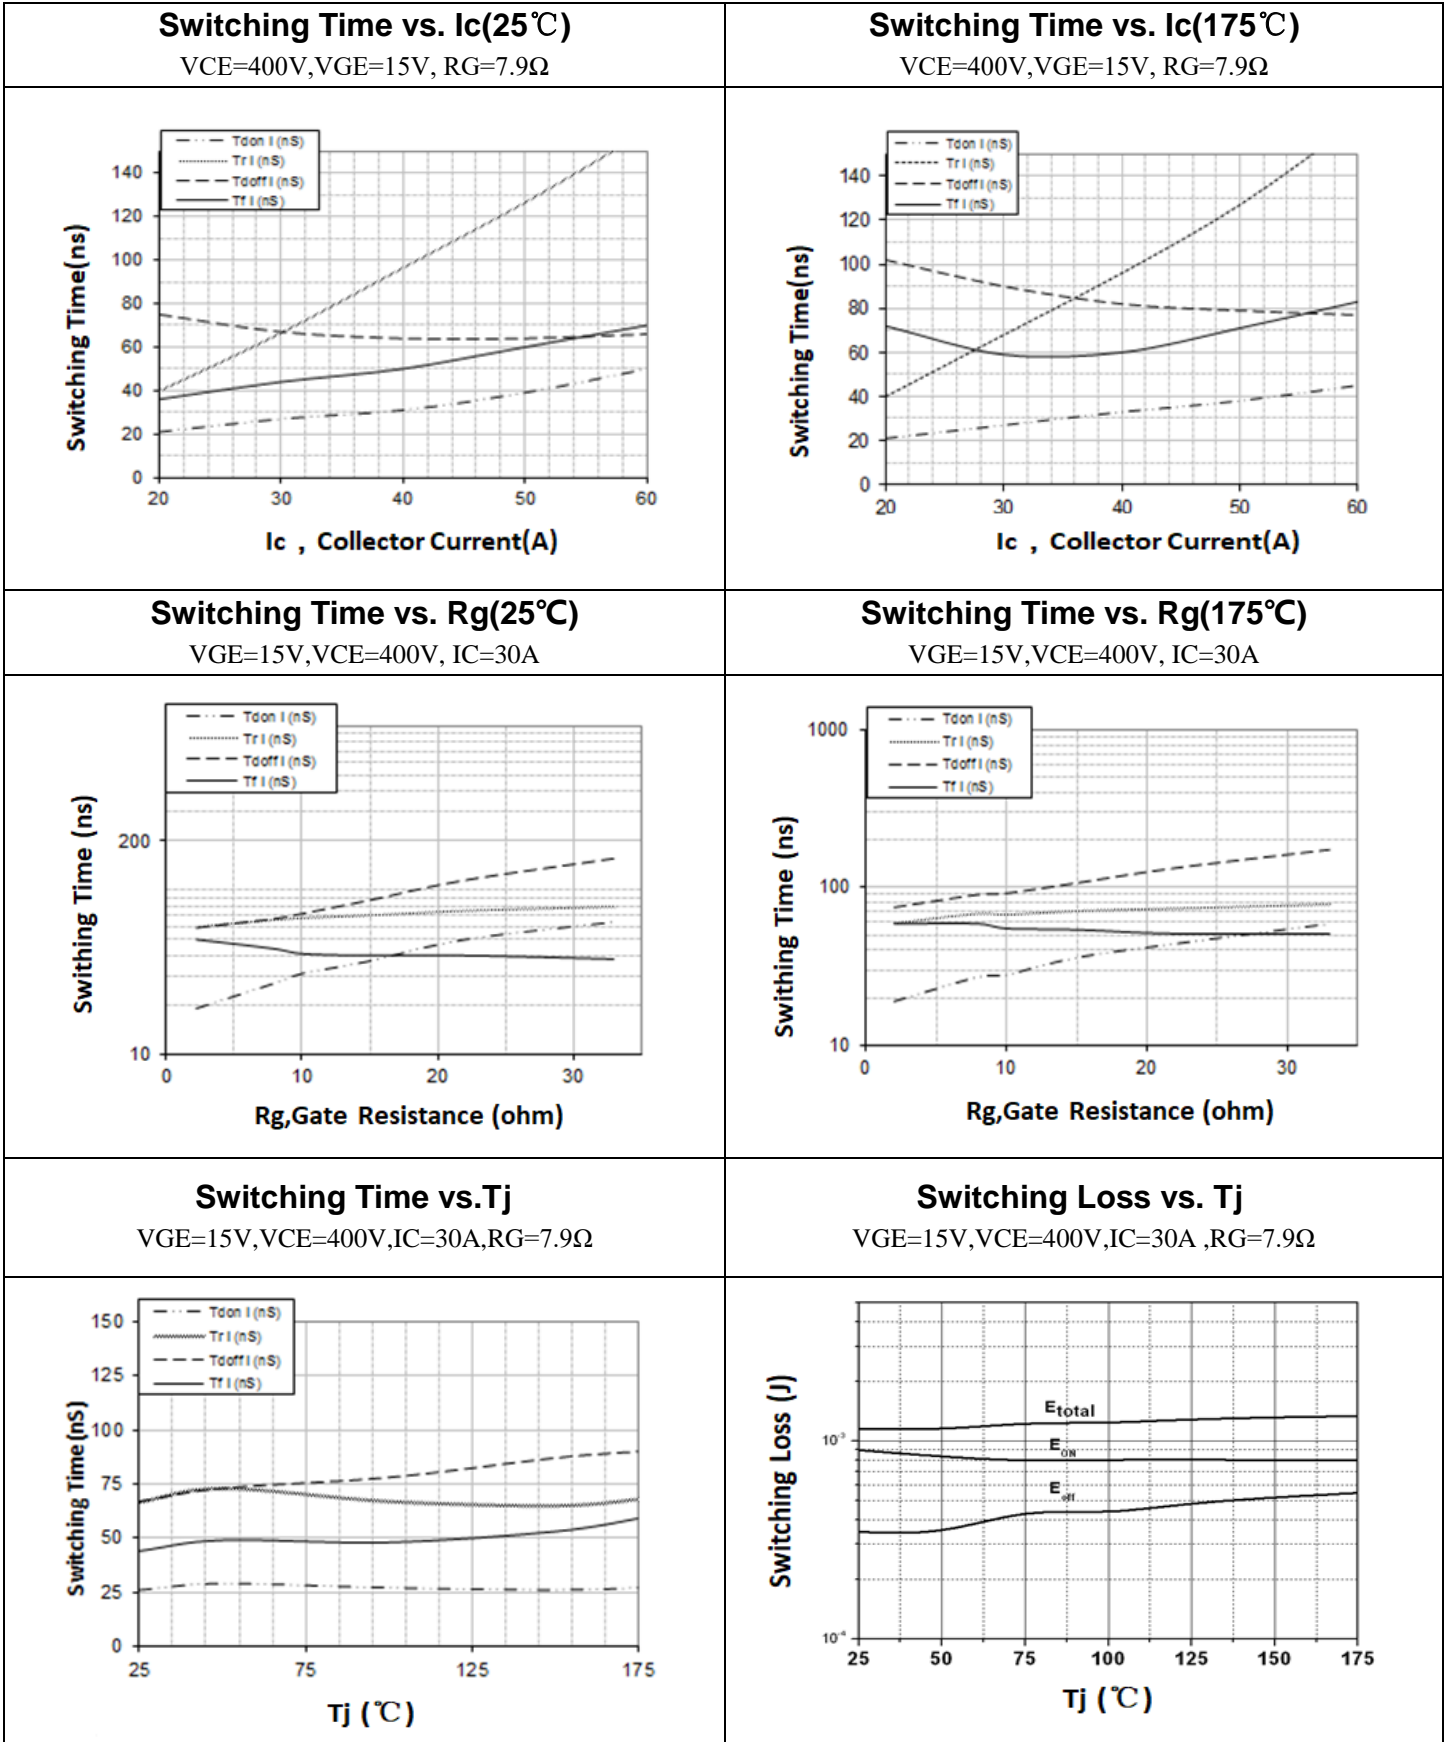 Switching Time vs. Ic(25℃)
VCE=400V,VGE=15V, RG=7.9Ω
Tdon I (nS)
Tr I (nS)
Tdoff I (nS)
Tf I (nS)
140
120
100
80
60
40
20
0
20 30 40 50 60
Switching Time(ns)
Ic , Collector Current(A)
Switching Time vs. Ic(175℃)
VCE=400V,VGE=15V, RG=7.9Ω
Tdon I (nS)
Tr I (nS)
Tdoff I (nS)
Tf I (nS)
140
120
100
80
60
40
20
0
20 30 40 50 60
Switching Time(ns)
Ic , Collector Current(A)
Switching Time vs. Rg(25℃)
VGE=15V,VCE=400V, IC=30A
Tdon I (nS)
Tr I (nS)
Tdoff I (nS)
Tf I (nS)
200
10
0 10 20 30
Swithing Time (ns)
Rg,Gate Resistance (ohm)
Switching Time vs. Rg(175℃)
VGE=15V,VCE=400V, IC=30A
Tdon I (nS)
Tr I (nS)
Tdoff I (nS)
Tf I (nS)
1000
100
10
0 10 20 30
Swithing Time (ns)
Rg,Gate Resistance (ohm)
Switching Time vs.Tj
VGE=15V,VCE=400V,IC=30A,RG=7.9Ω
Tdon I (nS)
Tr I (nS)
Tdoff I (nS)
Tf I (nS)
150
125
100
75
50
25
0
25 75 125 175
Switching Time(nS)
Tj (℃)
Switching Loss vs. Tj
VGE=15V,VCE=400V,IC=30A ,RG=7.9Ω
Etotal
EON
Eoff
10-3
10-4
25 50 75 100 125 150 175
Switching Loss (J)
Tj (℃)